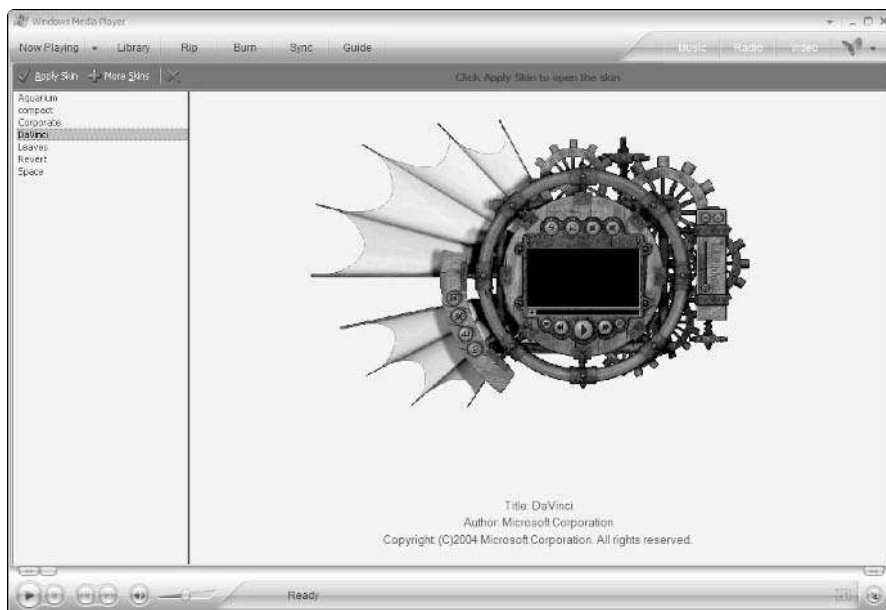 Windows Media Player
Now Playing Library Rip Burn Sync Guide Music Radio Video
Apply Skin More Skins Click Apply Skin to open the skin
Aquarium
compact
Corporate
DaVinci
Leaves
Revert
Space
Title: DaVinci
Author: Microsoft Corporation
Copyright: (C)2004 Microsoft Corporation. All rights reserved.
Ready